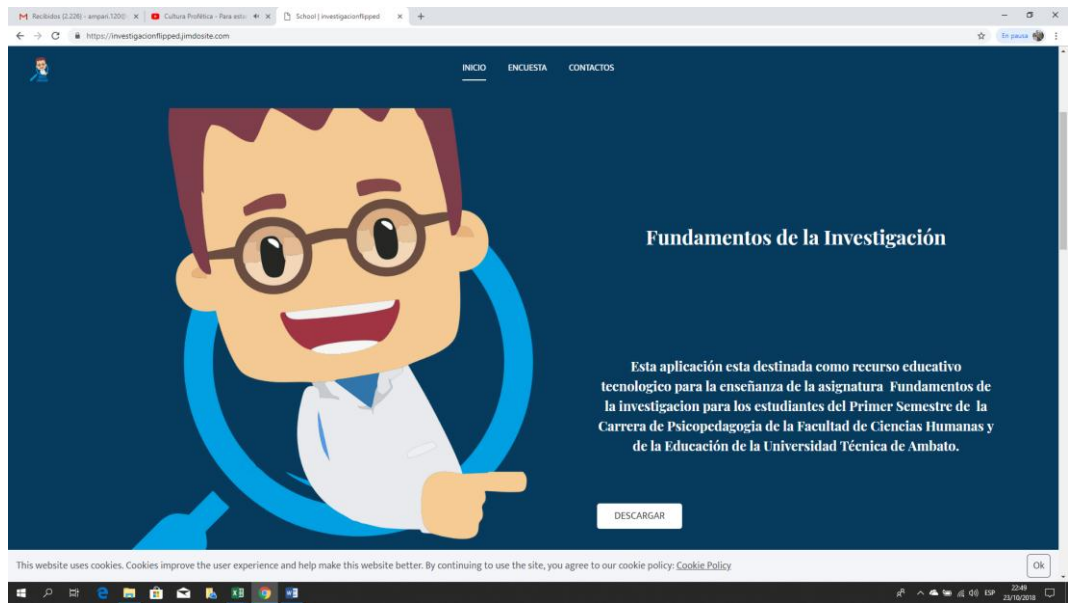 Recibidos (2.226) - ampari.1200
Cultura Profética - Para estu
School | investigacionflipped
https://investigacionflipped.jimdosite.com
En pausa
INICIO ENCUESTA CONTACTOS
Fundamentos de la Investigación
Esta aplicación esta destinada como recurso educativo
tecnologico para la enseñanza de la asignatura Fundamentos de
la investigacion para los estudiantes del Primer Semestre de la
Carrera de Psicopedagogia de la Facultad de Ciencias Humanas y
de la Educación de la Universidad Técnica de Ambato.
DESCARGAR
This website uses cookies. Cookies improve the user experience and help make this website better. By continuing to use the site, you agree to our cookie policy: Cookie Policy
Ok
ESP
22:49
23/10/2018